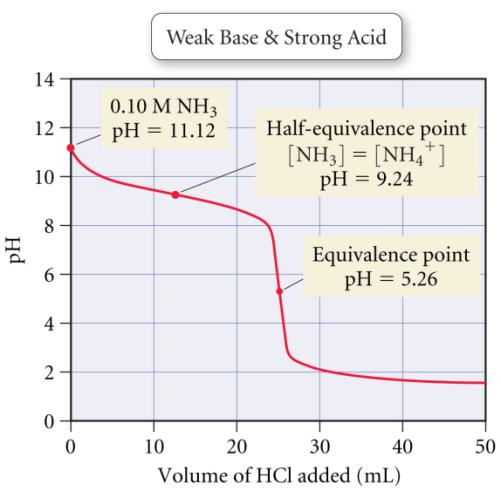 Weak Base & Strong Acid
14
12
10
8
6
4
2
0
pH
0.10 M NH₃
pH = 11.12
Half-equivalence point
[NH₃] = [NH₄⁺]
pH = 9.24
Equivalence point
pH = 5.26
0 10 20 30 40 50
Volume of HCl added (mL)